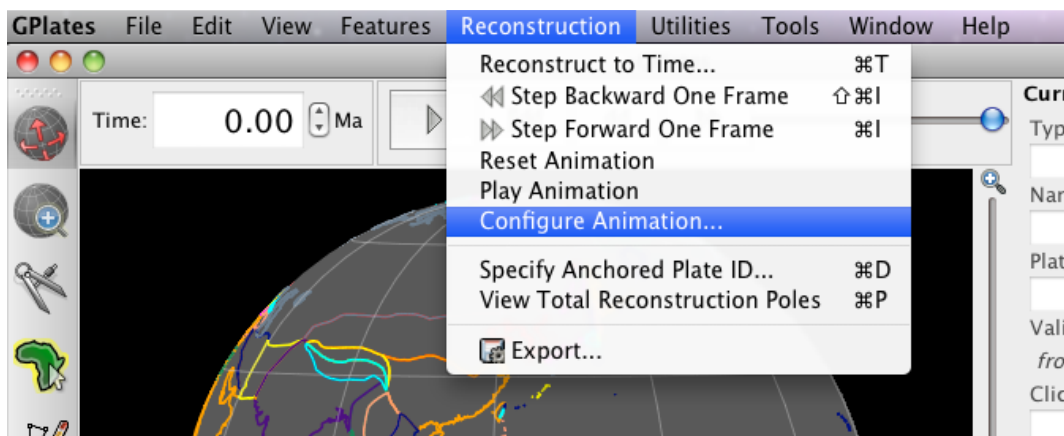 GPlates File Edit View Features Reconstruction Utilities Tools Window Help
Time: 0.00 Ma
Reconstruct to Time... ⌘T
Step Backward One Frame ⇧⌘I
Step Forward One Frame ⌘I
Reset Animation
Play Animation
Configure Animation...
Specify Anchored Plate ID... ⌘D
View Total Reconstruction Poles ⌘P
Export...